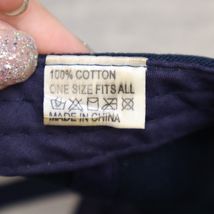 100% COTTON
ONE SIZE FITS ALL
MADE IN CHINA